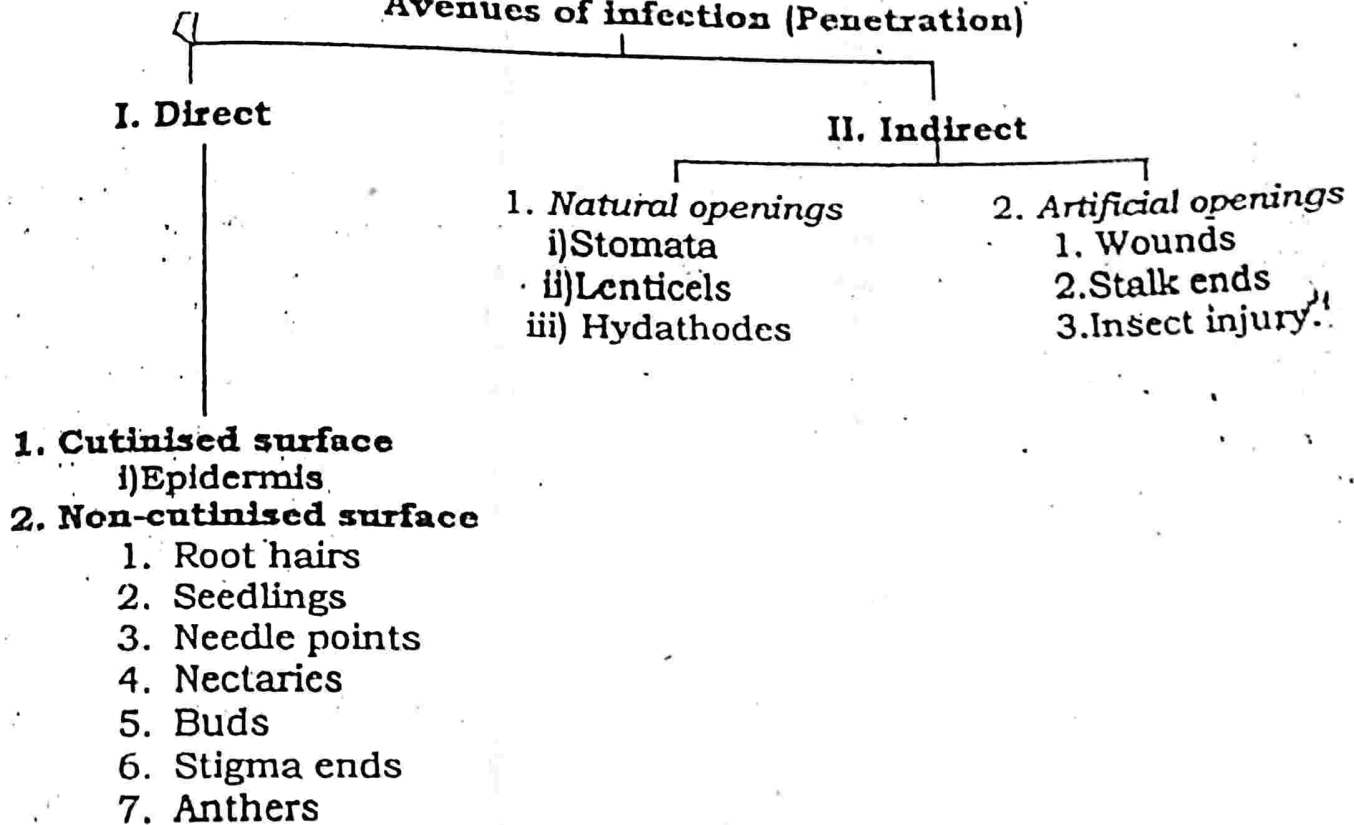 Avenues of infection (Penetration)
I. Direct
II. Indirect
1. Natural openings
i)Stomata
ii)Lenticels
iii) Hydathodes
2. Artificial openings
1. Wounds
2.Stalk ends
3.Insect injury.
1. Cutinised surface
i)Epidermis
2. Non-cutinised surface
1. Root hairs
2. Seedlings
3. Needle points
4. Nectaries
5. Buds
6. Stigma ends
7. Anthers